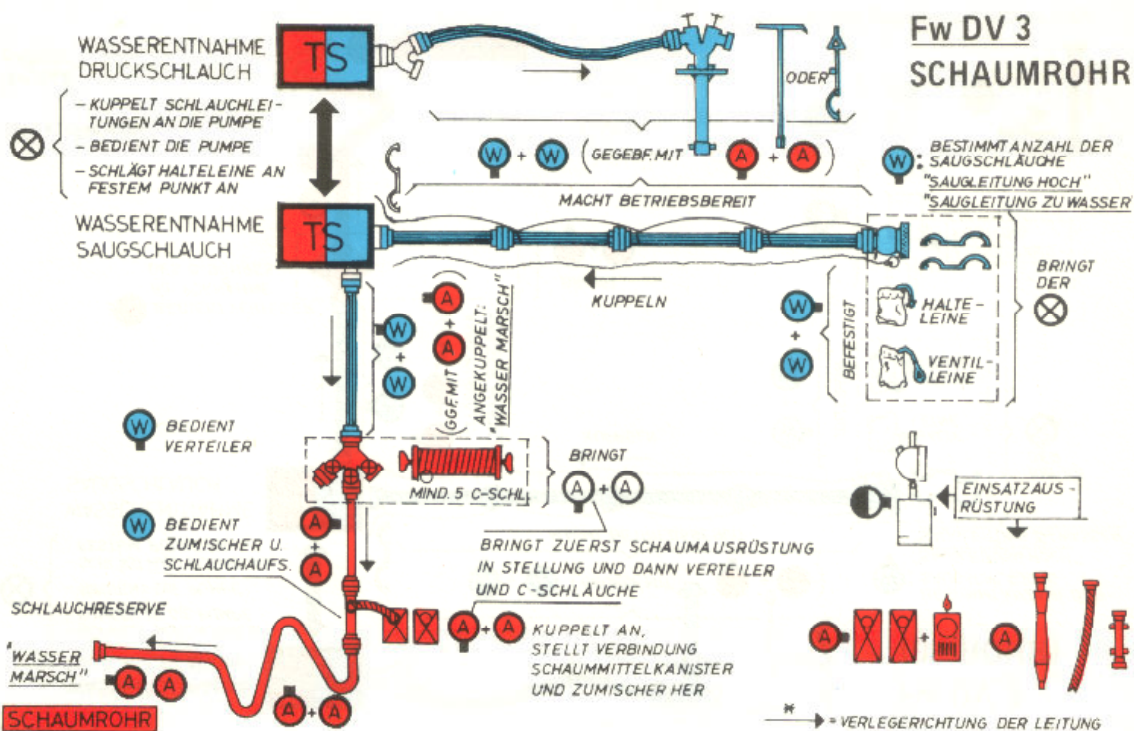 Fw DV 3
SCHAUMROHR
WASSERENTNAHME
DRUCKSCHLAUCH
TS
ODER
- KUPPELT SCHLAUCHLEI-
TUNGEN AN DIE PUMPE
- BEDIENT DIE PUMPE
- SCHLÄGT HALTELEINE AN
FESTEM PUNKT AN
W + W (GEGEBF. MIT A + A)
MACHT BETRIEBSBEREIT
W : BESTIMMT ANZAHL DER
SAUGSCHLÄUCHE
"SAUGLEITUNG HOCH"
"SAUGLEITUNG ZU WASSER"
WASSERENTNAHME
SAUGSCHLAUCH
TS
KUPPELN
W + W
BEFESTIGT
HALTE-
LEINE
VENTIL-
LEINE
BRINGT
DER
W + W
(GGF. MIT A + A)
ANGEKUPPELT:
"WASSER MARSCH"
W BEDIENT
VERTEILER
MIND. 5 C-SCHL.
BRINGT
A + A
BRINGT ZUERST SCHAUMAUSRÜSTUNG
IN STELLUNG UND DANN VERTEILER
UND C-SCHLÄUCHE
EINSATZAUS-
RÜSTUNG
W BEDIENT
ZUMISCHER U.
SCHLAUCHAUFS.
A + A
A + A KUPPELT AN,
STELLT VERBINDUNG
SCHAUMMITTELKANISTER
UND ZUMISCHER HER
A +
A
SCHLAUCHRESERVE
"WASSER
MARSCH"
A A
A + A
SCHAUMROHR
* = VERLEGERICHTUNG DER LEITUNG